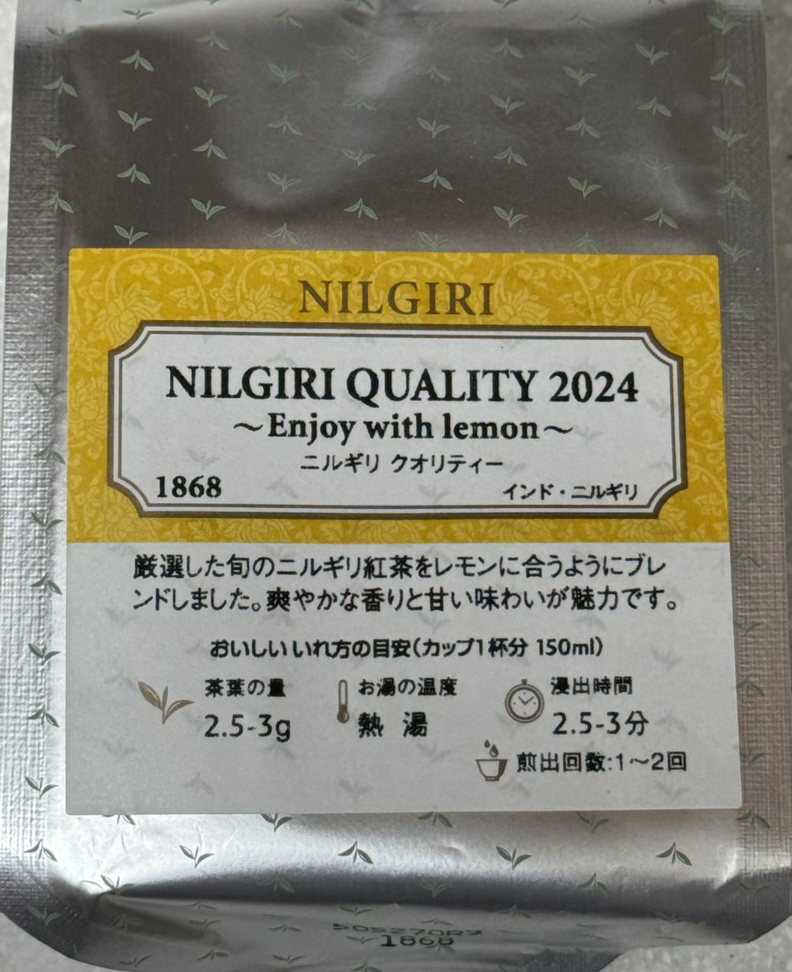 NILGIRI
NILGIRI QUALITY 2024
～Enjoy with lemon～
ニルギリ クオリティー
1868
インド・ニルギリ
厳選した旬のニルギリ紅茶をレモンに合うようにブレ
ンドしました。爽やかな香りと甘い味わいが魅力です。
おいしいいれ方の目安(カップ1杯分 150ml)
茶葉の量
2.5-3g
お湯の温度
熱 湯
浸出時間
2.5-3分
煎出回数:1～2回
1868